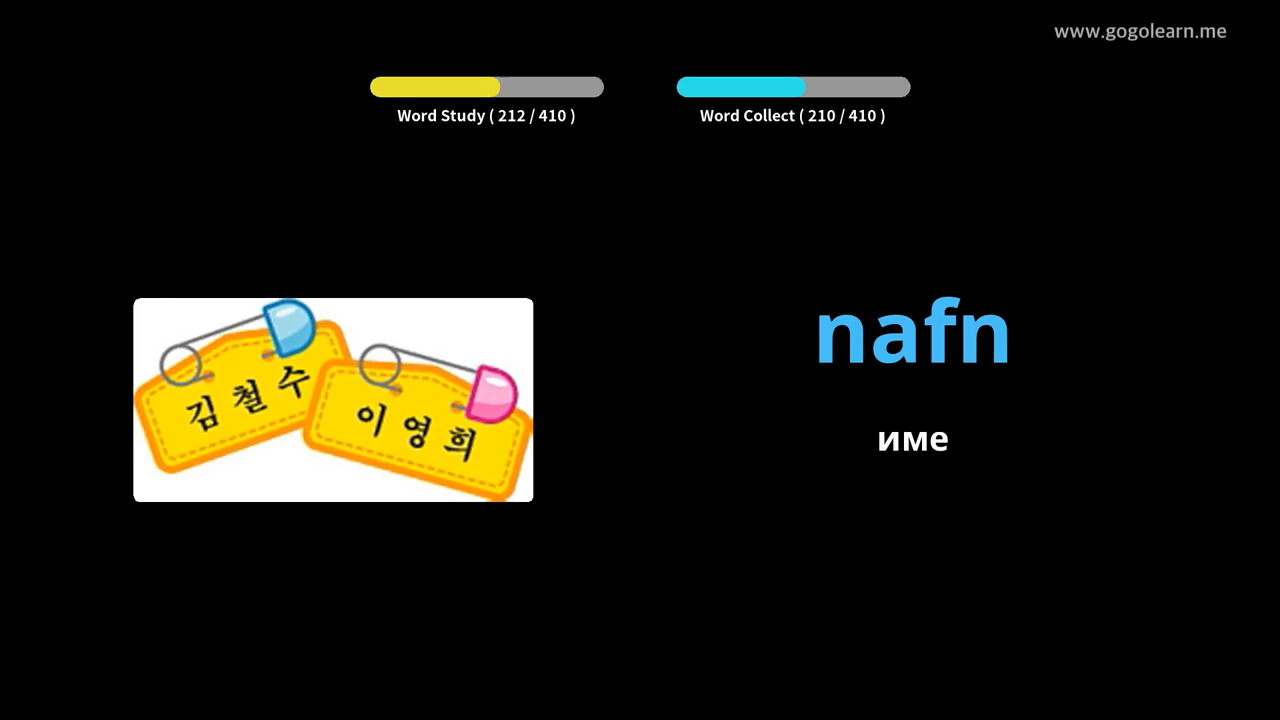 www.gogolearn.me
Word Study ( 212 / 410 )
Word Collect ( 210 / 410 )
김철수
이영희
nafn
име